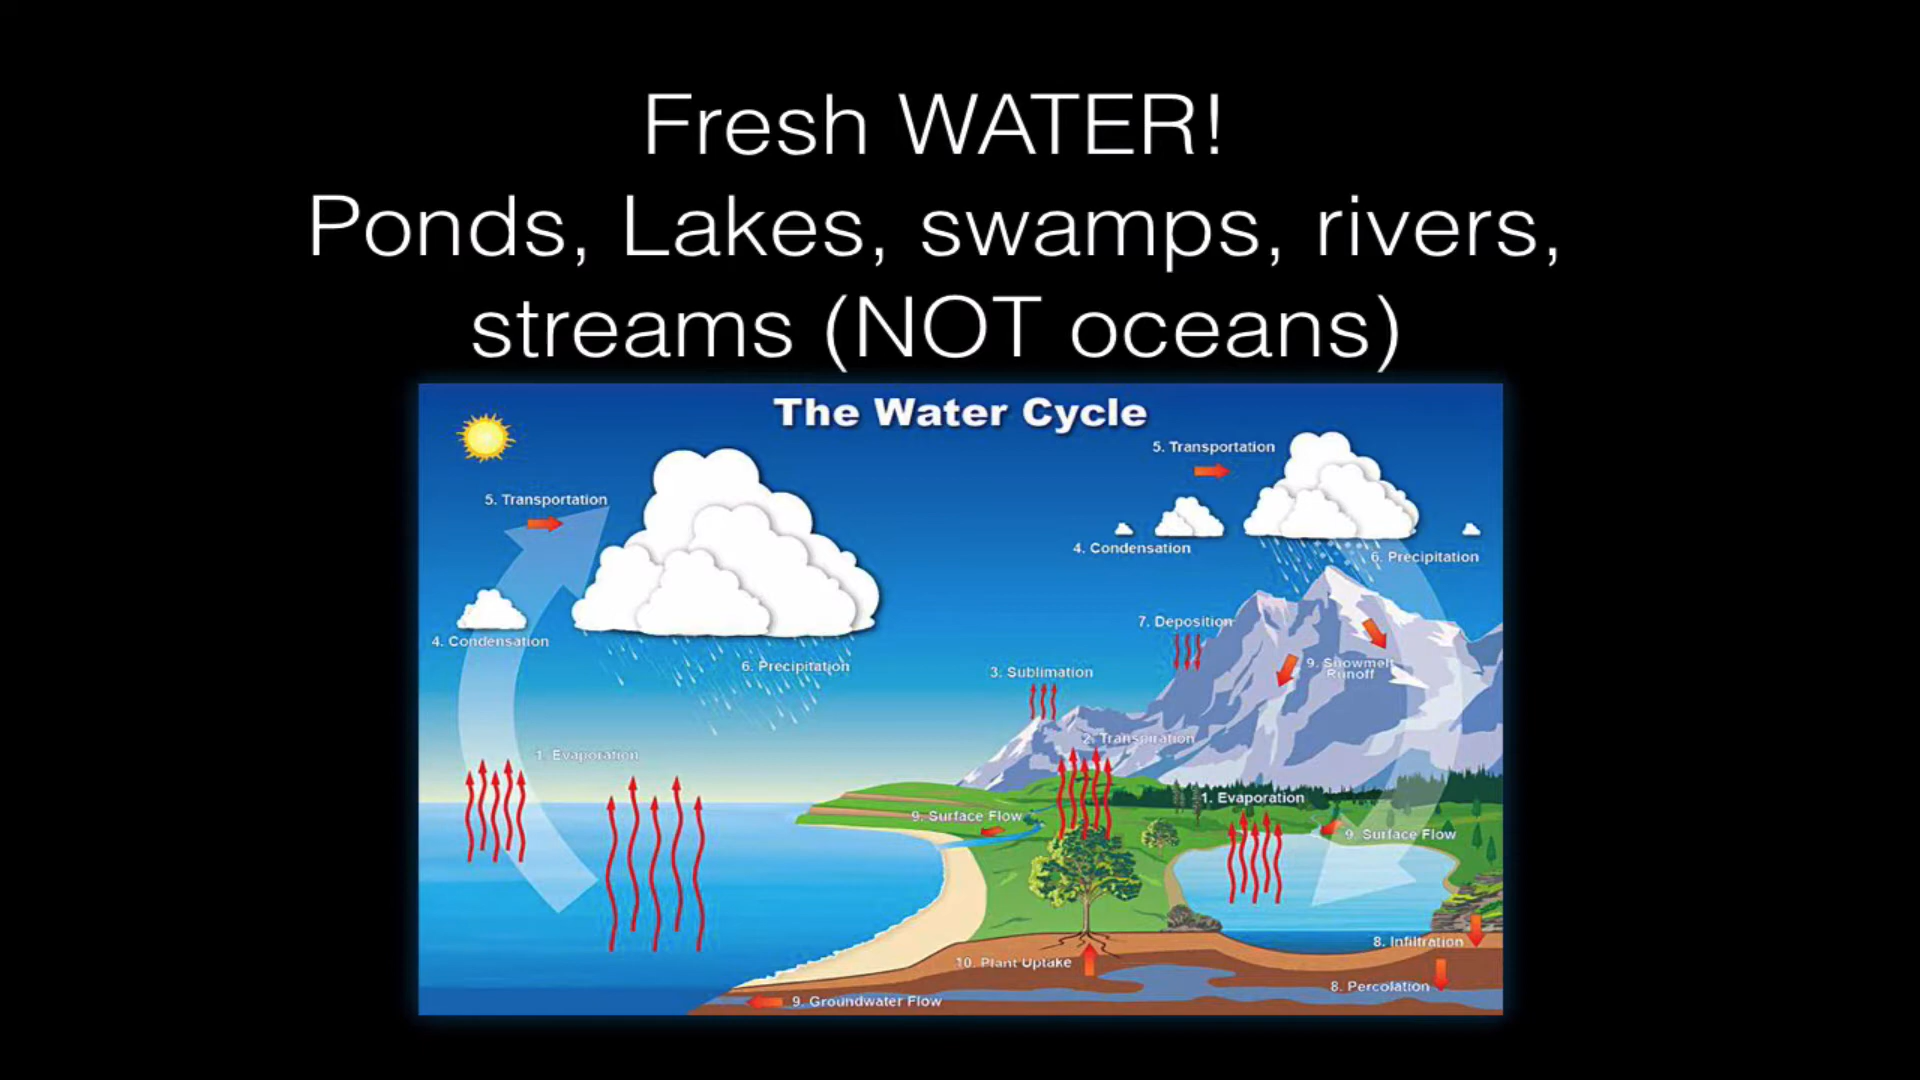 Fresh WATER!
Ponds, Lakes, swamps, rivers,
streams (NOT oceans)
The Water Cycle
5. Transportation
5. Transportation
4. Condensation
6. Precipitation
7. Deposition
4. Condensation
6. Precipitation
3. Sublimation
9. Snowmelt
Runoff
2. Transpiration
1. Evaporation
1. Evaporation
9. Surface Flow
9. Surface Flow
8. Infiltration
10. Plant Uptake
8. Percolation
9. Groundwater Flow